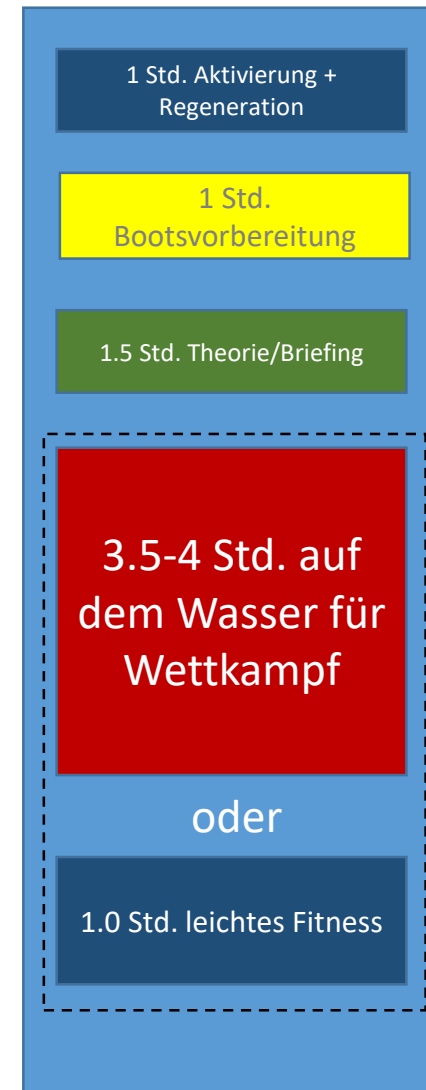 1 Std. Aktivierung +
Regeneration
1 Std.
Bootsvorbereitung
1.5 Std. Theorie/Briefing
3.5-4 Std. auf
dem Wasser für
Wettkampf
oder
1.0 Std. leichtes Fitness